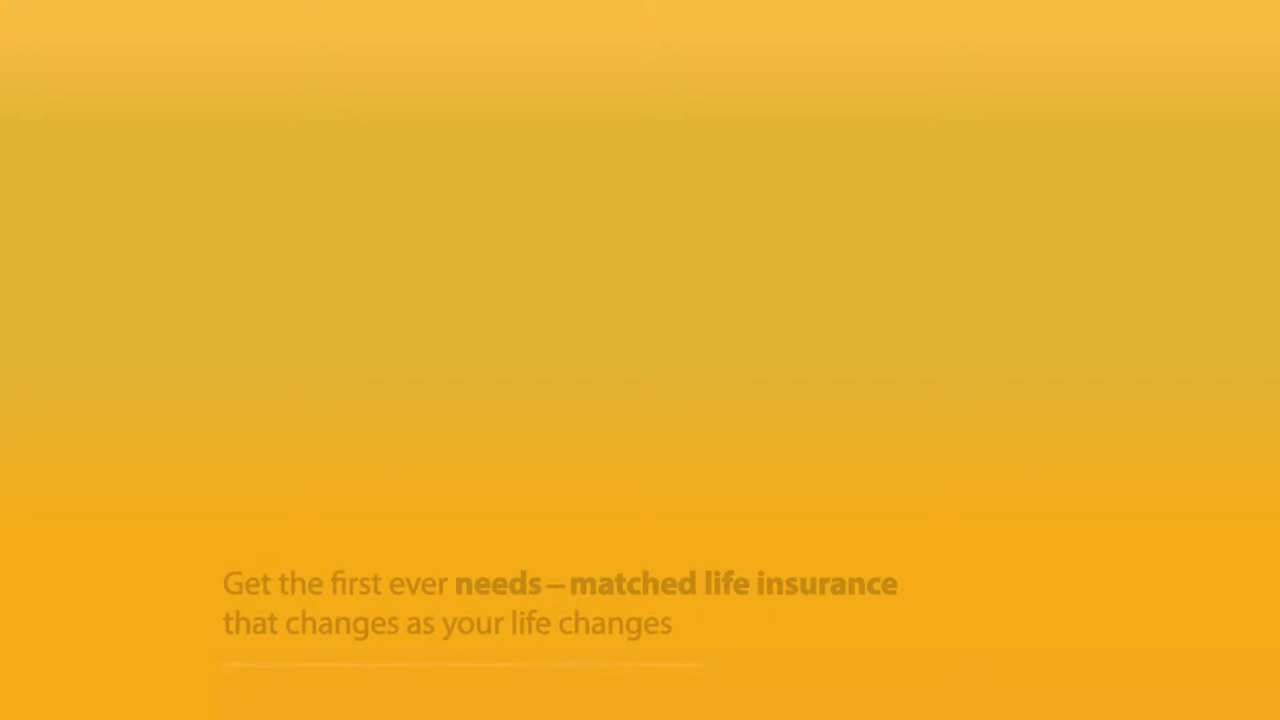 Get the first ever needs–matched life insurance
that changes as your life changes